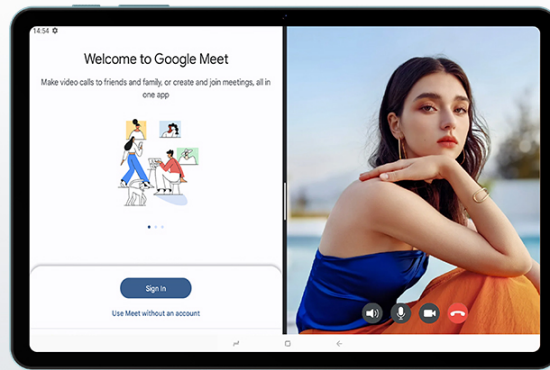 14:54
Welcome to Google Meet
Make video calls to friends and family, or create and join meetings, all in
one app
Sign In
Use Meet without an account